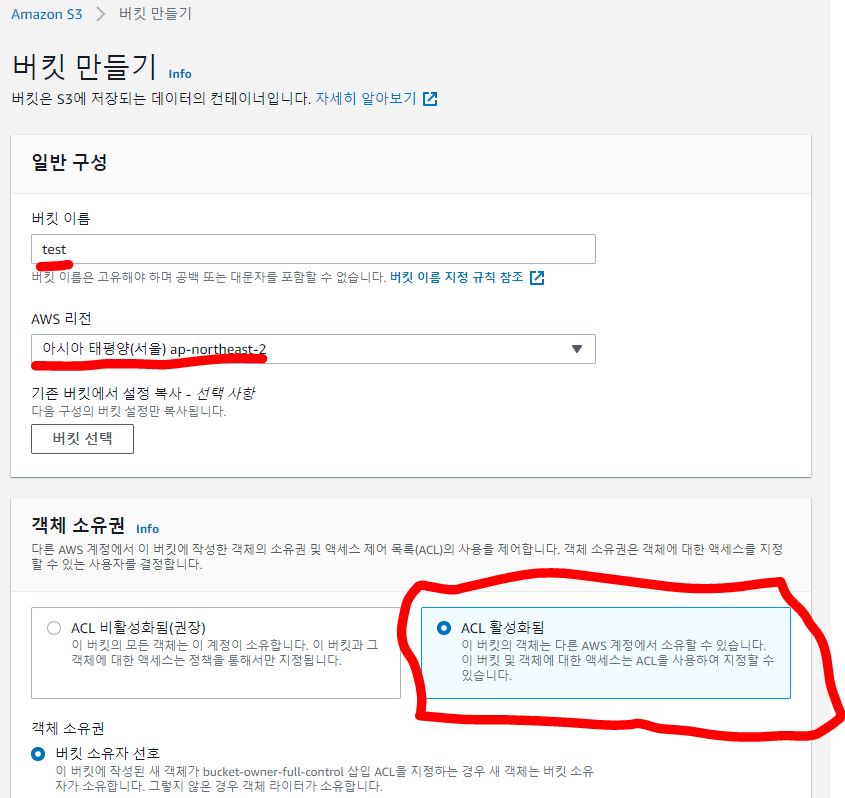 Amazon S3 > 버킷 만들기
버킷 만들기 Info
버킷은 S3에 저장되는 데이터의 컨테이너입니다. 자세히 알아보기
일반 구성
버킷 이름
test
버킷 이름은 고유해야 하며 공백 또는 대문자를 포함할 수 없습니다. 버킷 이름 지정 규칙 참조
AWS 리전
아시아 태평양(서울) ap-northeast-2
기존 버킷에서 설정 복사 - 선택 사항
다음 구성의 버킷 설정만 복사됩니다.
버킷 선택
객체 소유권 Info
다른 AWS 계정에서 이 버킷에 작성한 객체의 소유권 및 액세스 제어 목록(ACL)의 사용을 제어합니다. 객체 소유권은 객체에 대한 액세스를 지정
할 수 있는 사용자를 결정합니다.
ACL 비활성화됨(권장)
이 버킷의 모든 객체는 이 계정이 소유합니다. 이 버킷과 그
객체에 대한 액세스는 정책을 통해서만 지정됩니다.
ACL 활성화됨
이 버킷의 객체는 다른 AWS 계정에서 소유할 수 있습니다.
이 버킷 및 객체에 대한 액세스는 ACL을 사용하여 지정할 수
있습니다.
객체 소유권
버킷 소유자 선호
이 버킷에 작성된 새 객체가 bucket-owner-full-control 삽입 ACL을 지정하는 경우 새 객체는 버킷 소유
자가 소유합니다. 그렇지 않은 경우 객체 라이터가 소유합니다.